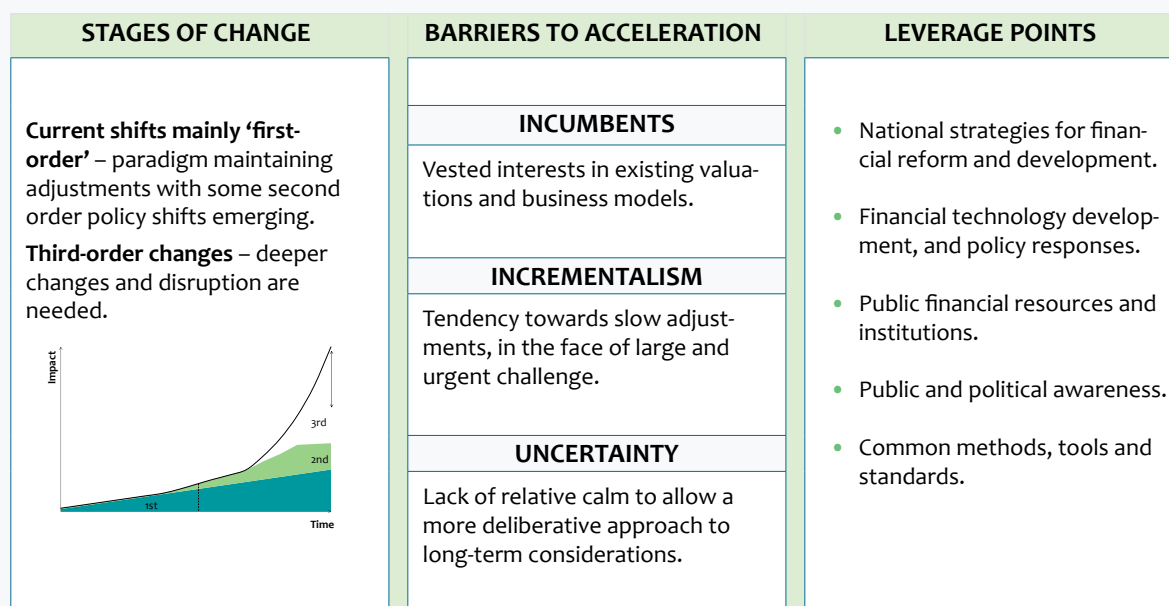 STAGES OF CHANGE
Current shifts mainly ‘first-
order’ – paradigm maintaining
adjustments with some second
order policy shifts emerging.
Third-order changes – deeper
changes and disruption are
needed.
Impact
3rd
2nd
1st
Time
BARRIERS TO ACCELERATION
INCUMBENTS
Vested interests in existing valua-
tions and business models.
INCREMENTALISM
Tendency towards slow adjust-
ments, in the face of large and
urgent challenge.
UNCERTAINTY
Lack of relative calm to allow a
more deliberative approach to
long-term considerations.
LEVERAGE POINTS
• National strategies for finan-
cial reform and development.
• Financial technology develop-
ment, and policy responses.
• Public financial resources and
institutions.
• Public and political awareness.
• Common methods, tools and
standards.